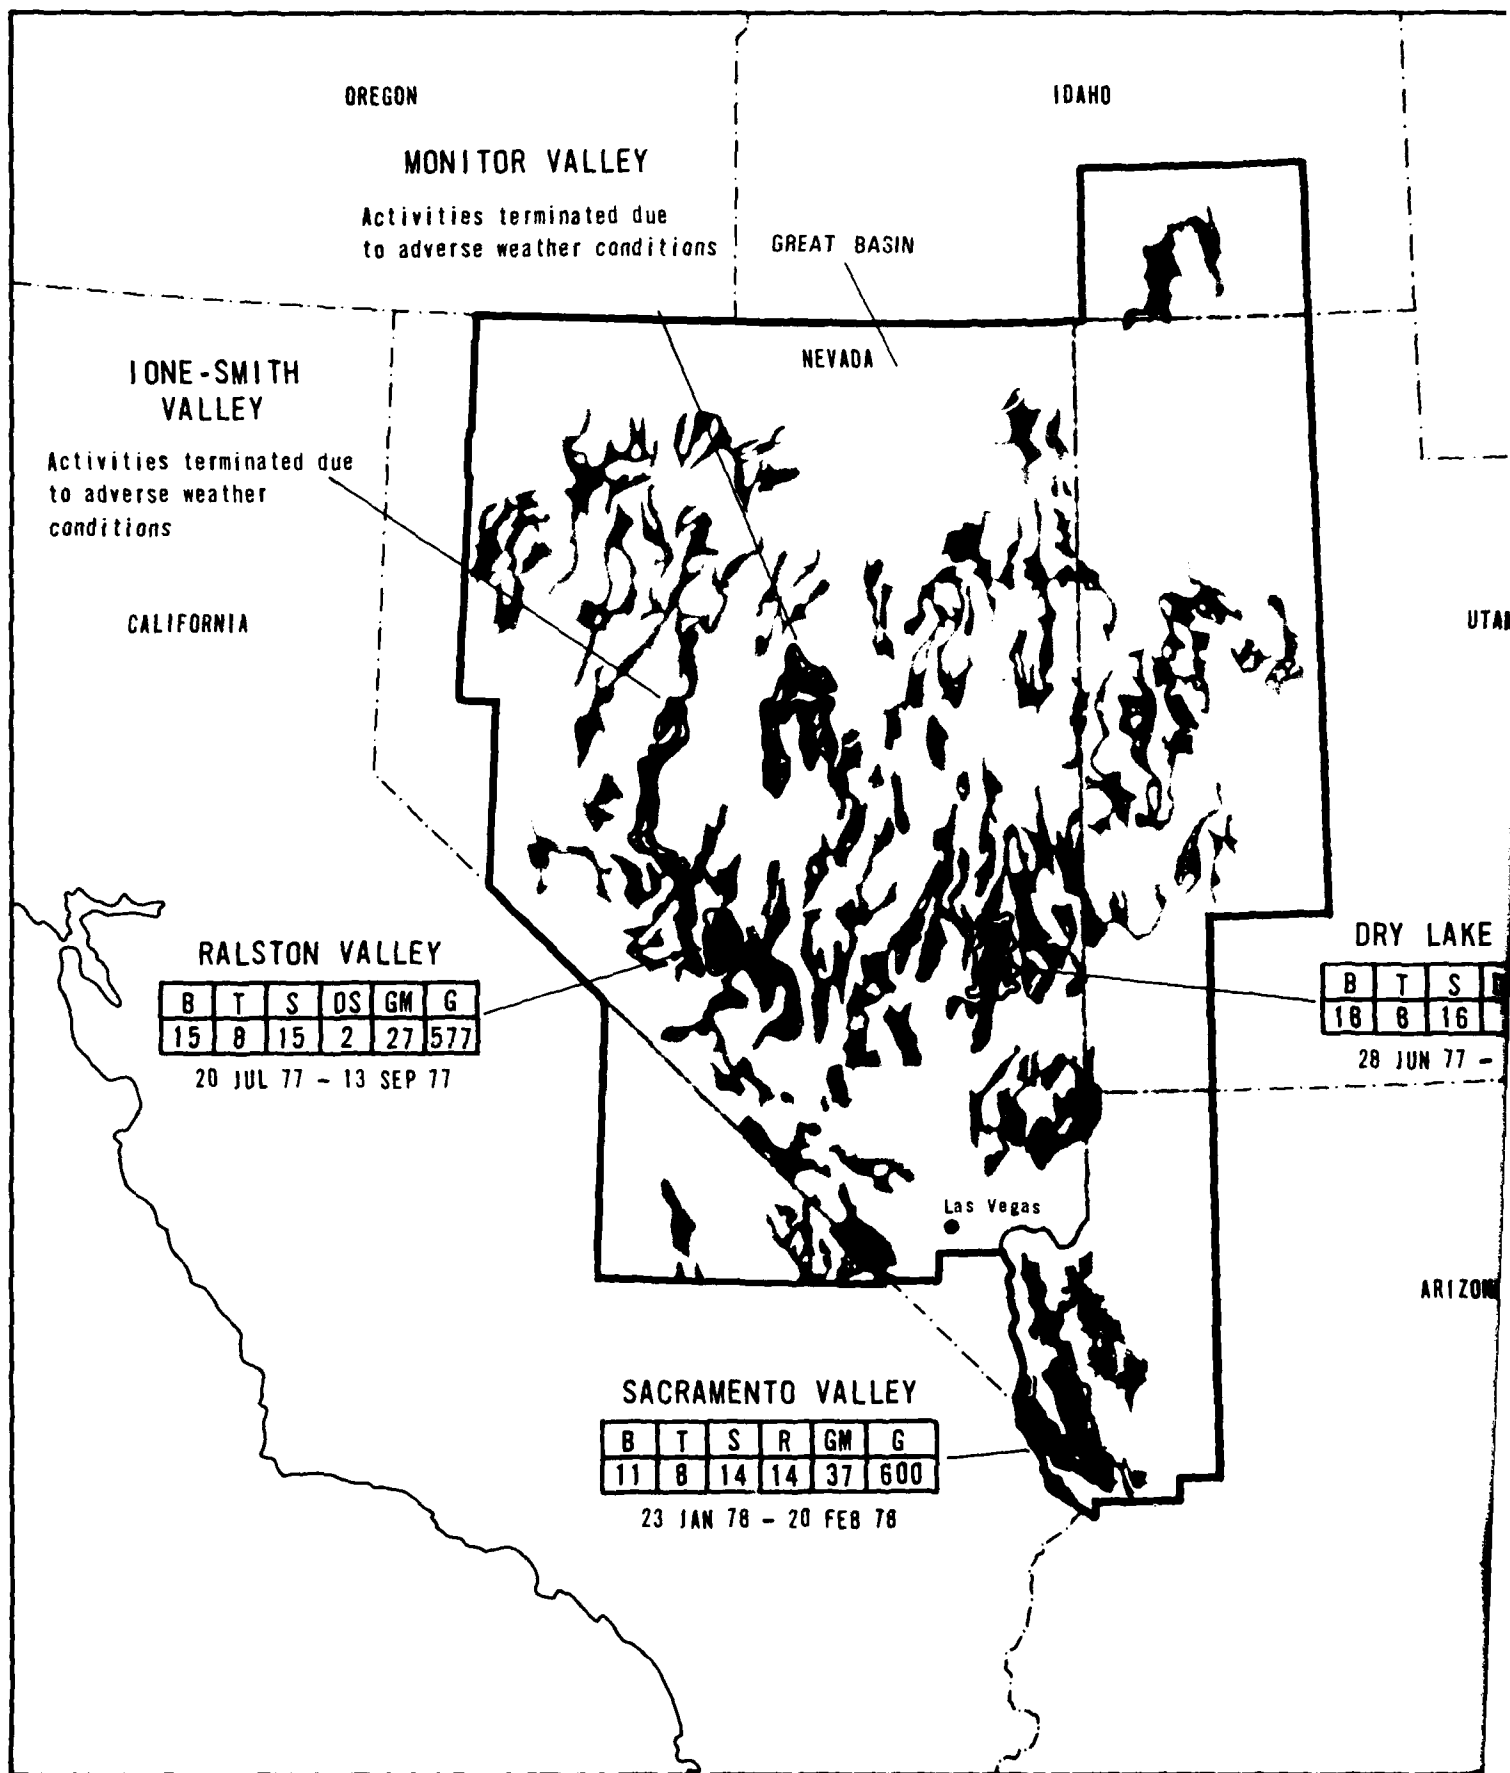 OREGON
IDAHO
MONITOR VALLEY
Activities terminated due
to adverse weather conditions
GREAT BASIN
NEVADA
IONE-SMITH
VALLEY
Activities terminated due
to adverse weather
conditions
CALIFORNIA
RALSTON VALLEY
B T S DS GM G
15 8 15 2 27 577
20 JUL 77 - 13 SEP 77
DRY LAKE
B T S
18 8 16
28 JUN 77 -
Las Vegas
SACRAMENTO VALLEY
B T S R GM G
11 8 14 14 37 600
23 JAN 78 - 20 FEB 78